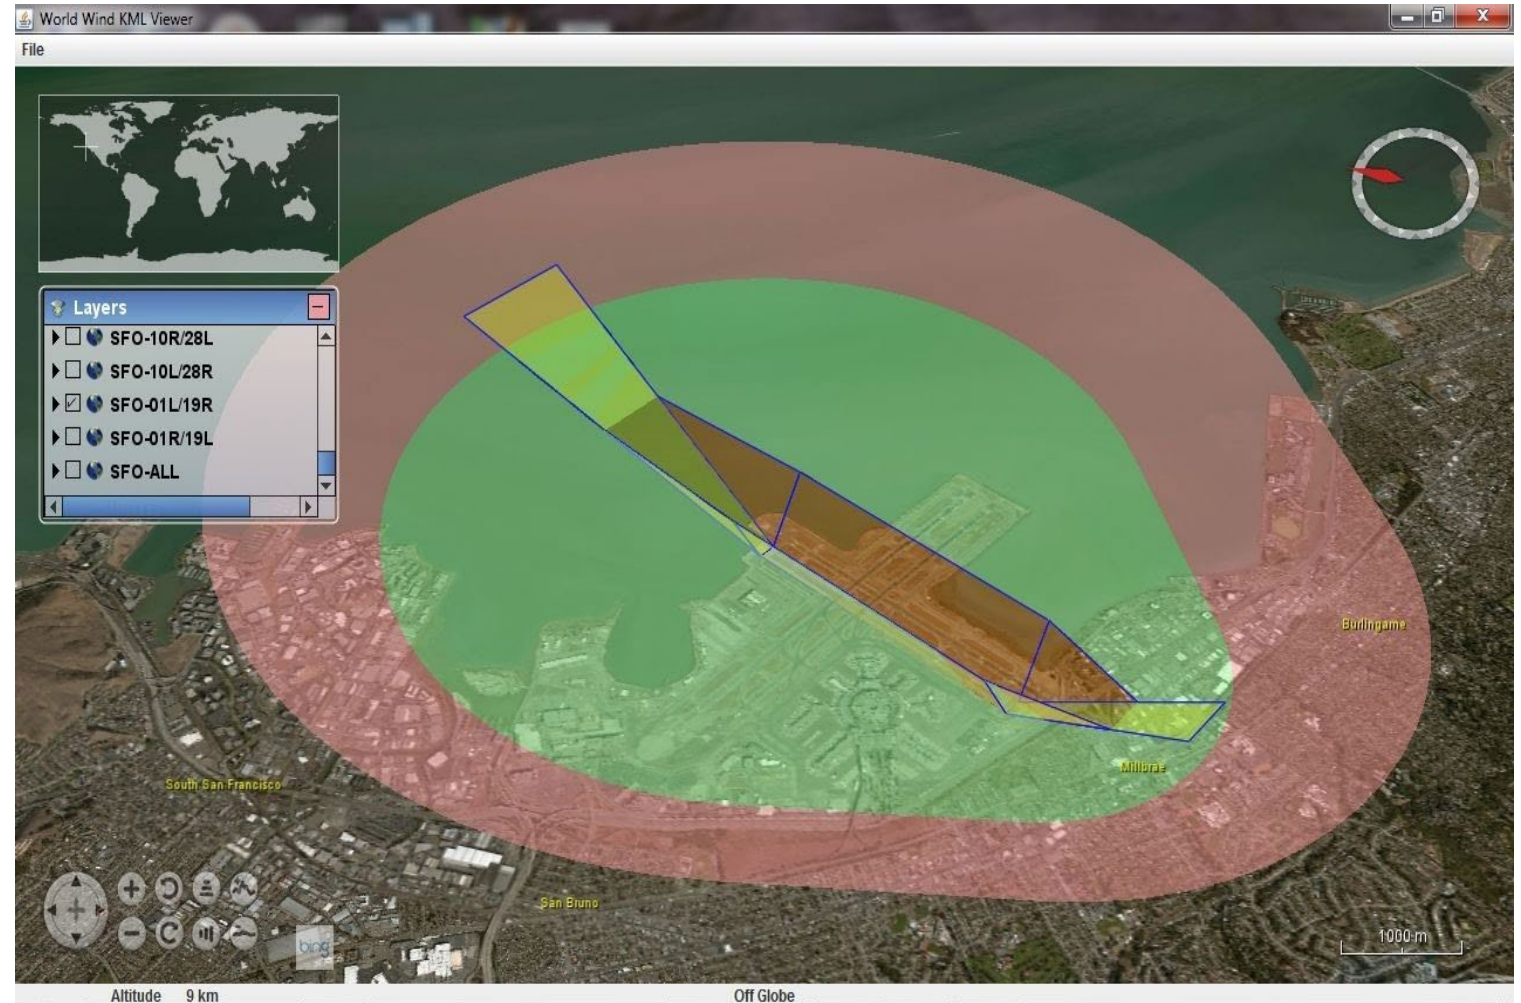 World Wind KML Viewer
File
Layers
SFO-10R/28L
SFO-10L/28R
SFO-01L/19R
SFO-01R/19L
SFO-ALL
Burlingame
Millbrae
South San Francisco
San Bruno
bing
1000 m
Altitude 9 km
Off Globe